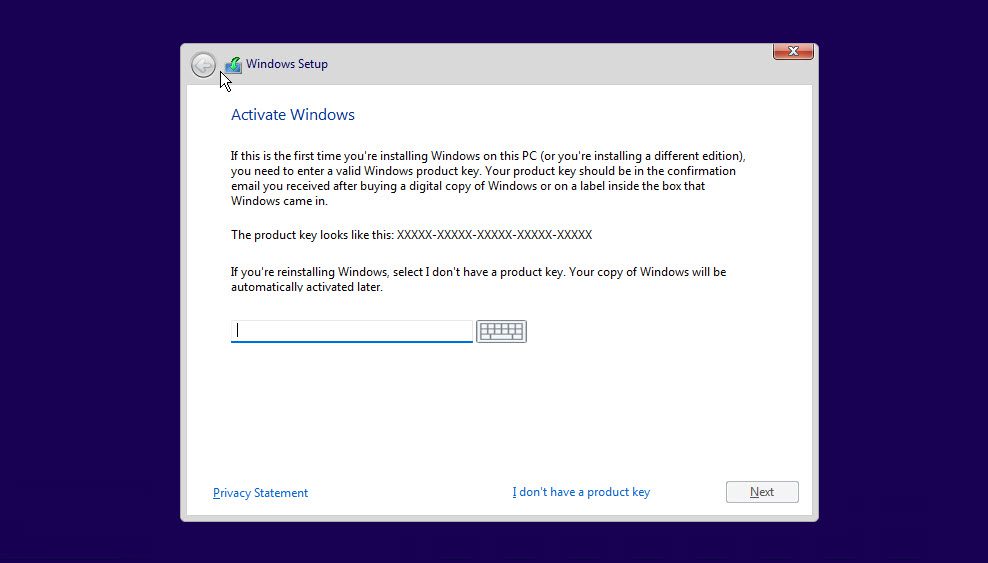 Windows Setup
Activate Windows
If this is the first time you're installing Windows on this PC (or you're installing a different edition),
you need to enter a valid Windows product key. Your product key should be in the confirmation
email you received after buying a digital copy of Windows or on a label inside the box that
Windows came in.
The product key looks like this: XXXXX-XXXXX-XXXXX-XXXXX-XXXXX
If you're reinstalling Windows, select I don't have a product key. Your copy of Windows will be
automatically activated later.
Privacy Statement
I don't have a product key
Next